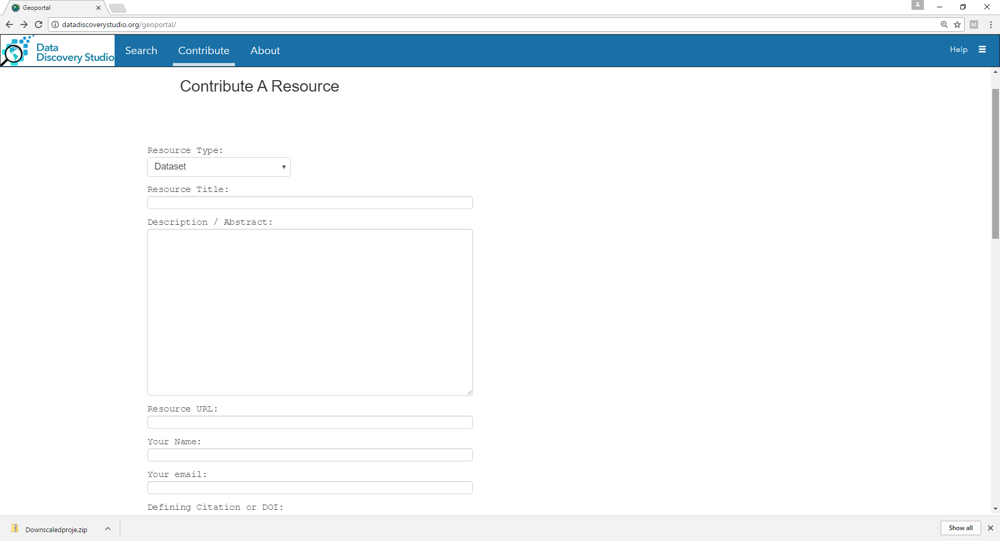 Geoportal
datadiscoverystudio.org/geoportal/
M
Data
Discovery Studio
Search
Contribute
About
Help
Contribute A Resource
Resource Type:
Dataset
Resource Title:
Description / Abstract:
Resource URL:
Your Name:
Your email:
Defining Citation or DOI:
Downscaledproje.zip
Show all